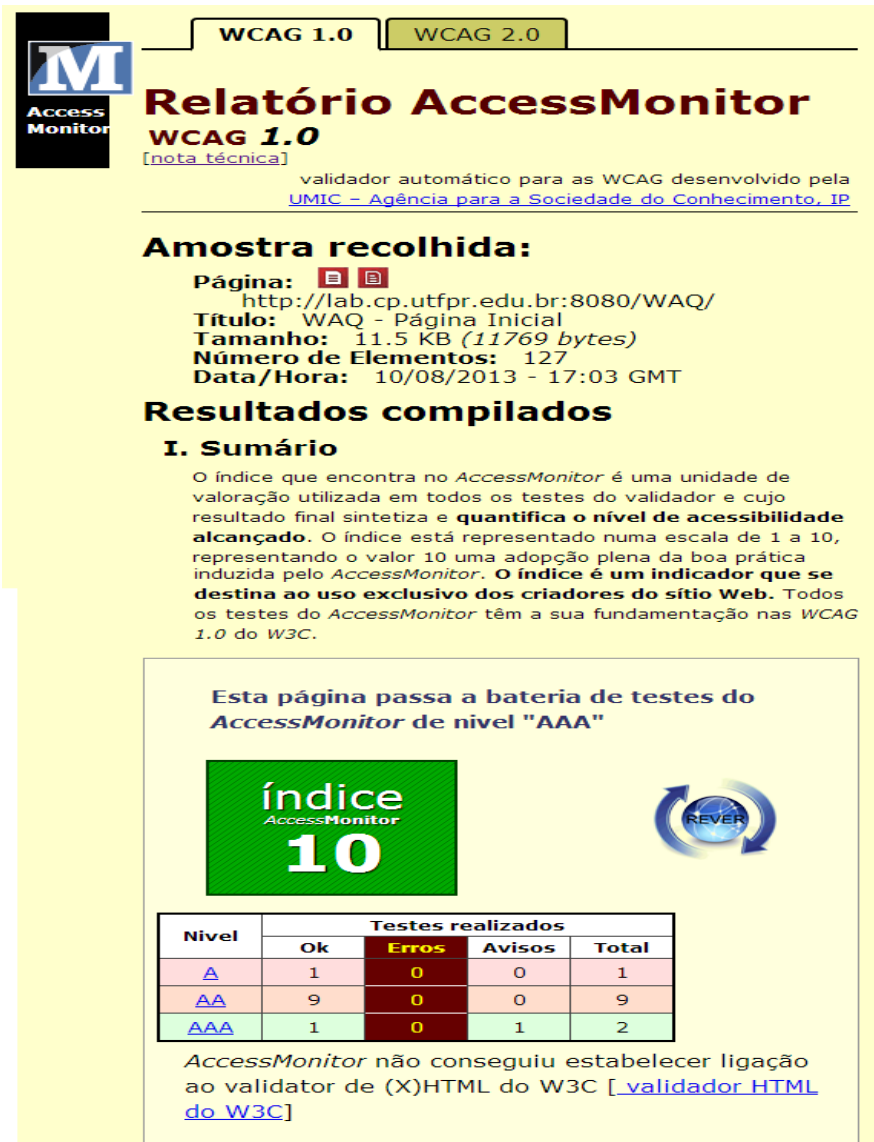 WCAG 1.0 WCAG 2.0
M
Access
Monitor
Relatório AccessMonitor
WCAG 1.0
[nota técnica]
validador automático para as WCAG desenvolvido pela
UMIC – Agência para a Sociedade do Conhecimento, IP
Amostra recolhida:
Página:
http://lab.cp.utfpr.edu.br:8080/WAQ/
Título: WAQ - Página Inicial
Tamanho: 11.5 KB (11769 bytes)
Número de Elementos: 127
Data/Hora: 10/08/2013 - 17:03 GMT
Resultados compilados
I. Sumário
O índice que encontra no AccessMonitor é uma unidade de
valoração utilizada em todos os testes do validador e cujo
resultado final sintetiza e quantifica o nível de acessibilidade
alcançado. O índice está representado numa escala de 1 a 10,
representando o valor 10 uma adopção plena da boa prática
induzida pelo AccessMonitor. O índice é um indicador que se
destina ao uso exclusivo dos criadores do sítio Web. Todos
os testes do AccessMonitor têm a sua fundamentação nas WCAG
1.0 do W3C.
Esta página passa a bateria de testes do
AccessMonitor de nivel "AAA"
índice
AccessMonitor
10
REVER
Nivel Testes realizados
Ok Erros Avisos Total
A 1 0 0 1
AA 9 0 0 9
AAA 1 0 1 2
AccessMonitor não conseguiu estabelecer ligação
ao validator de (X)HTML do W3C [ validador HTML
do W3C]